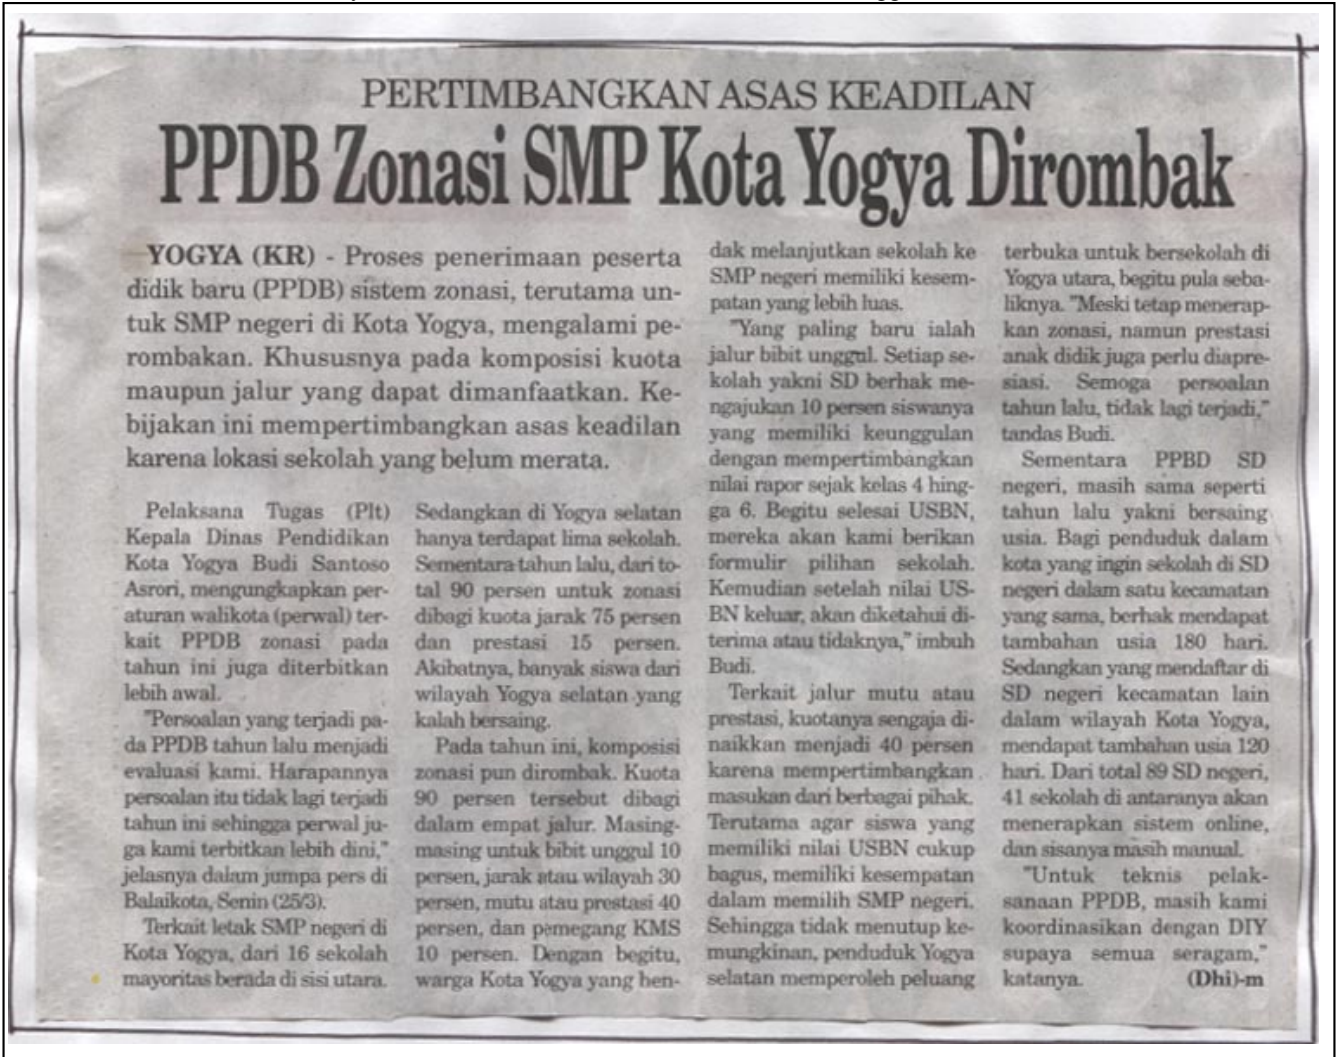 PERTIMBANGKAN ASAS KEADILAN
PPDB Zonasi SMP Kota Yogya Dirombak
YOGYA (KR) - Proses penerimaan peserta
didik baru (PPDB) sistem zonasi, terutama un-
tuk SMP negeri di Kota Yogya, mengalami pe-
rombakan. Khususnya pada komposisi kuota
maupun jalur yang dapat dimanfaatkan. Ke-
bijakan ini mempertimbangkan asas keadilan
karena lokasi sekolah yang belum merata.
Pelaksana Tugas (Plt)
Kepala Dinas Pendidikan
Kota Yogya Budi Santoso
Asrori, mengungkapkan per-
aturan walikota (perwal) ter-
kait PPDB zonasi pada
tahun ini juga diterbitkan
lebih awal.
"Persoalan yang terjadi pa-
da PPDB tahun lalu menjadi
evaluasi kami. Harapannya
persoalan itu tidak lagi terjadi
tahun ini sehingga perwal ju-
ga kami terbitkan lebih dini,"
jelasnya dalam jumpa pers di
Balaikota, Senin (25/3).
Terkait letak SMP negeri di
Kota Yogya, dari 16 sekolah
mayoritas berada di sisi utara.
Sedangkan di Yogya selatan
hanya terdapat lima sekolah.
Sementara tahun lalu, dari to-
tal 90 persen untuk zonasi
dibagi kuota jarak 75 persen
dan prestasi 15 persen.
Akibatnya, banyak siswa dari
wilayah Yogya selatan yang
kalah bersaing.
Pada tahun ini, komposisi
zonasi pun dirombak. Kuota
90 persen tersebut dibagi
dalam empat jalur. Masing-
masing untuk bibit unggul 10
persen, jarak atau wilayah 30
persen, mutu atau prestasi 40
persen, dan pemegang KMS
10 persen. Dengan begitu,
warga Kota Yogya yang hen-
dak melanjutkan sekolah ke
SMP negeri memiliki kesem-
patan yang lebih luas.
"Yang paling baru ialah
jalur bibit unggul. Setiap se-
kolah yakni SD berhak me-
ngajukan 10 persen siswanya
yang memiliki keunggulan
dengan mempertimbangkan
nilai rapor sejak kelas 4 hing-
ga 6. Begitu selesai USBN,
mereka akan kami berikan
formulir pilihan sekolah.
Kemudian setelah nilai US-
BN keluar, akan diketahui di-
terima atau tidaknya," imbuh
Budi.
Terkait jalur mutu atau
prestasi, kuotanya sengaja di-
naikkan menjadi 40 persen
karena mempertimbangkan
masukan dari berbagai pihak.
Terutama agar siswa yang
memiliki nilai USBN cukup
bagus, memiliki kesempatan
dalam memilih SMP negeri.
Sehingga tidak menutup ke-
mungkinan, penduduk Yogya
selatan memperoleh peluang
terbuka untuk bersekolah di
Yogya utara, begitu pula seba-
liknya. "Meski tetap menerap-
kan zonasi, namun prestasi
anak didik juga perlu diapre-
siasi. Semoga persoalan
tahun lalu, tidak lagi terjadi,"
tandas Budi.
Sementara PPBD SD
negeri, masih sama seperti
tahun lalu yakni bersaing
usia. Bagi penduduk dalam
kota yang ingin sekolah di SD
negeri dalam satu kecamatan
yang sama, berhak mendapat
tambahan usia 180 hari.
Sedangkan yang mendaftar di
SD negeri kecamatan lain
dalam wilayah Kota Yogya,
mendapat tambahan usia 120
hari. Dari total 89 SD negeri,
41 sekolah di antaranya akan
menerapkan sistem online,
dan sisanya masih manual.
"Untuk teknis pelak-
sanaan PPDB, masih kami
koordinasikan dengan DIY
supaya semua seragam,"
katanya. (Dhi)-m